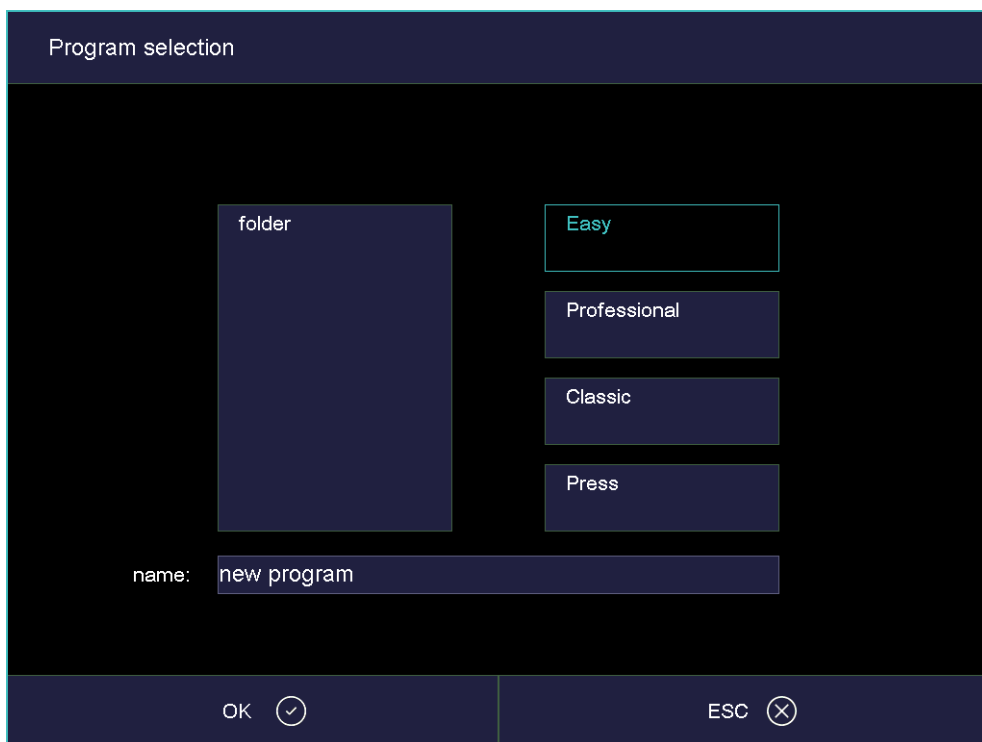 Program selection
folder
Easy
Professional
Classic
Press
name: new program
OK
ESC